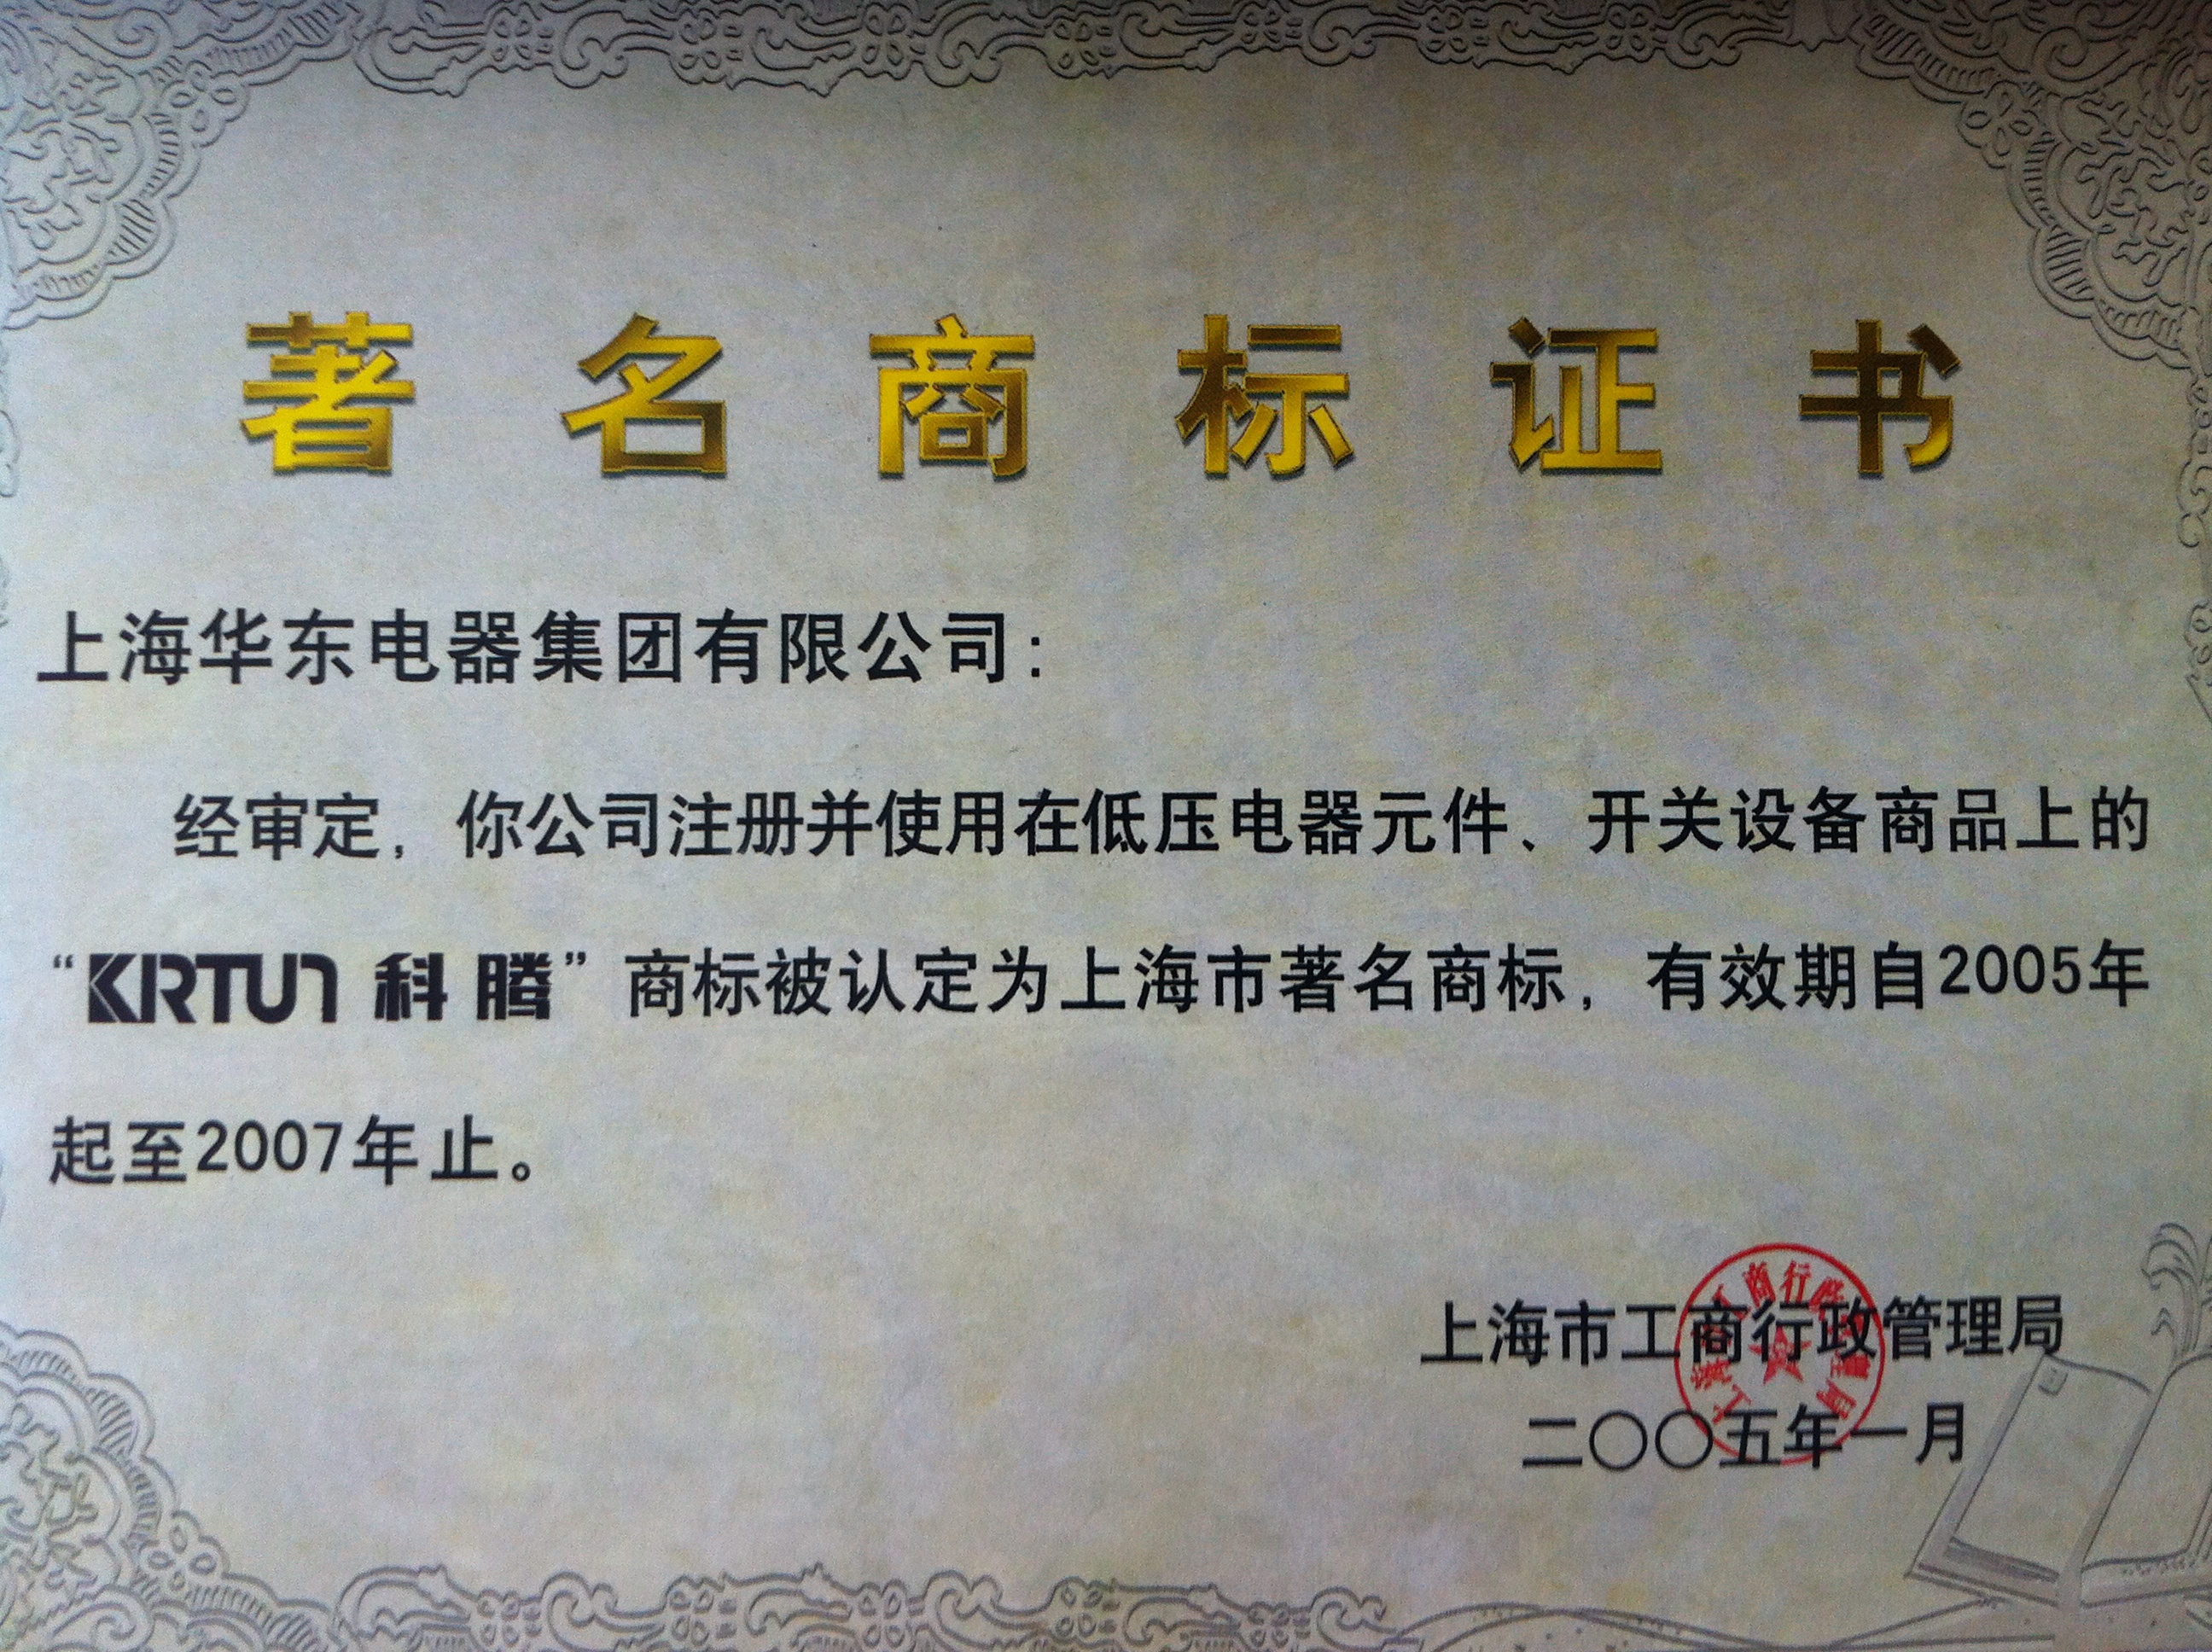 著名商标证书
上海华东电器集团有限公司：
经审定，你公司注册并使用在低压电器元件、开关设备商品上的
“KRTUN 科腾”商标被认定为上海市著名商标，有效期自2005年
起至2007年止。
上海市工商行政管理局
二〇〇五年一月